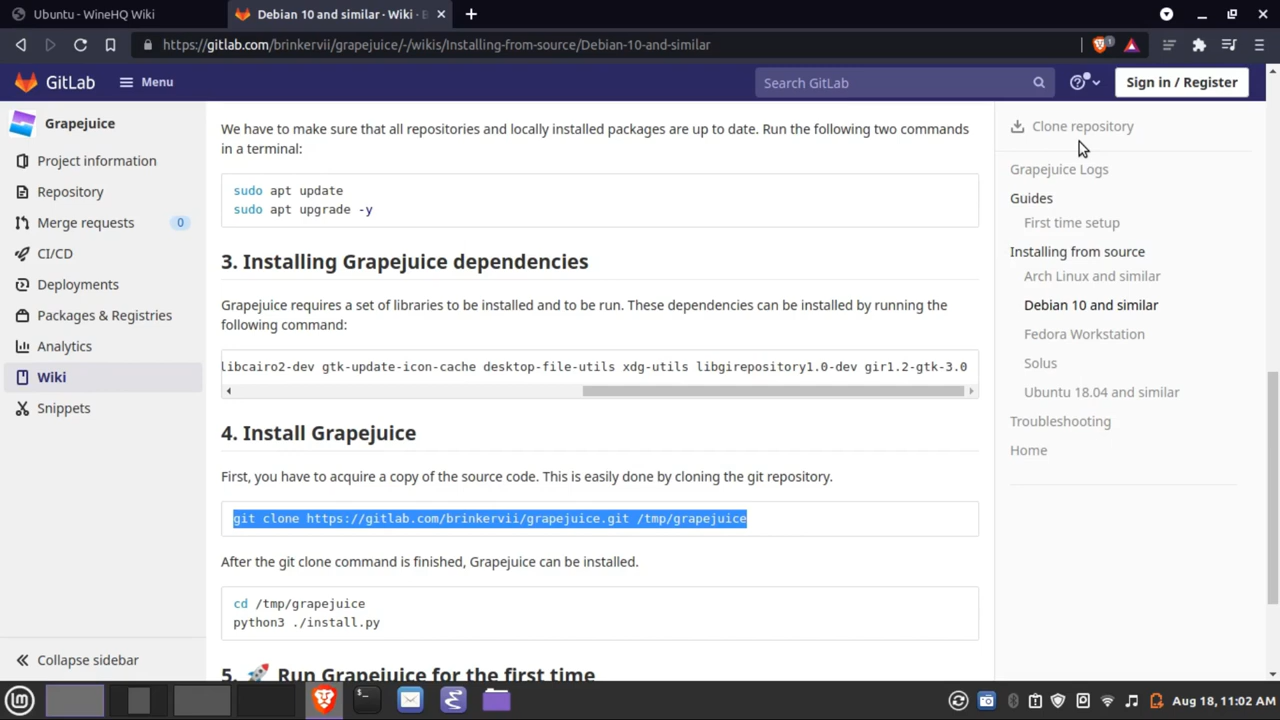 Ubuntu - WineHQ Wiki
Debian 10 and similar · Wiki ·
https://gitlab.com/brinkervii/grapejuice/-/wikis/Installing-from-source/Debian-10-and-similar
1
GitLab
Menu
Search GitLab
Sign in / Register
Grapejuice
Project information
Repository
Merge requests
0
CI/CD
Deployments
Packages & Registries
Analytics
Wiki
Snippets
Collapse sidebar
We have to make sure that all repositories and locally installed packages are up to date. Run the following two commands
in a terminal:
sudo apt update
sudo apt upgrade -y
3. Installing Grapejuice dependencies
Grapejuice requires a set of libraries to be installed and to be run. These dependencies can be installed by running the
following command:
libcairo2-dev gtk-update-icon-cache desktop-file-utils xdg-utils libgirepository1.0-dev gir1.2-gtk-3.0
4. Install Grapejuice
First, you have to acquire a copy of the source code. This is easily done by cloning the git repository.
git clone https://gitlab.com/brinkervii/grapejuice.git /tmp/grapejuice
After the git clone command is finished, Grapejuice can be installed.
cd /tmp/grapejuice
python3 ./install.py
5. 🚀 Run Grapejuice for the first time
Clone repository
Grapejuice Logs
Guides
First time setup
Installing from source
Arch Linux and similar
Debian 10 and similar
Fedora Workstation
Solus
Ubuntu 18.04 and similar
Troubleshooting
Home
Aug 18, 11:02 AM